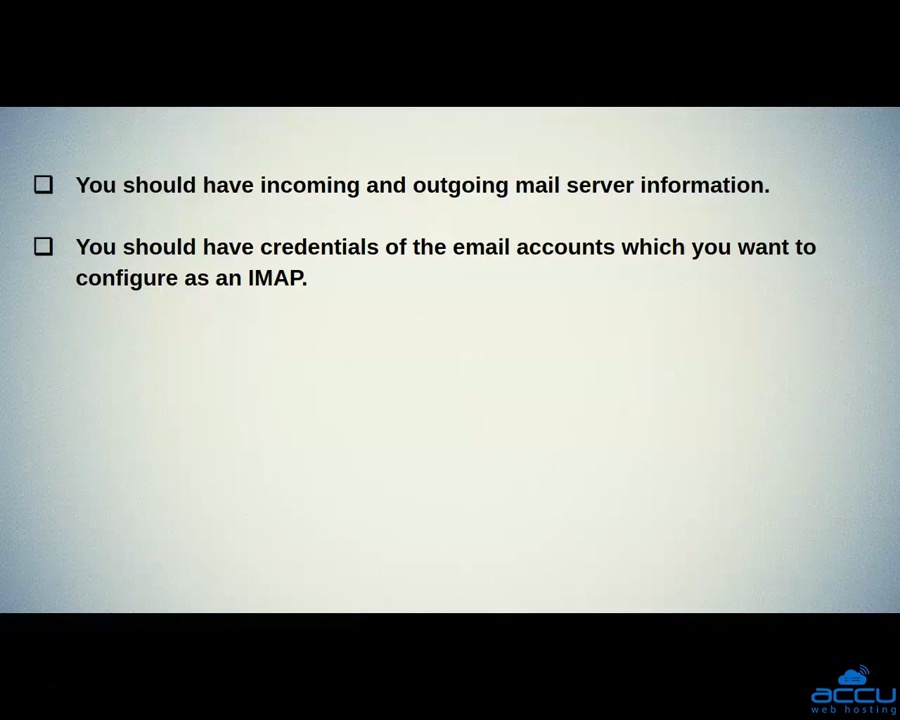 ❑ You should have incoming and outgoing mail server information.
❑ You should have credentials of the email accounts which you want to
configure as an IMAP.
accu
web hosting